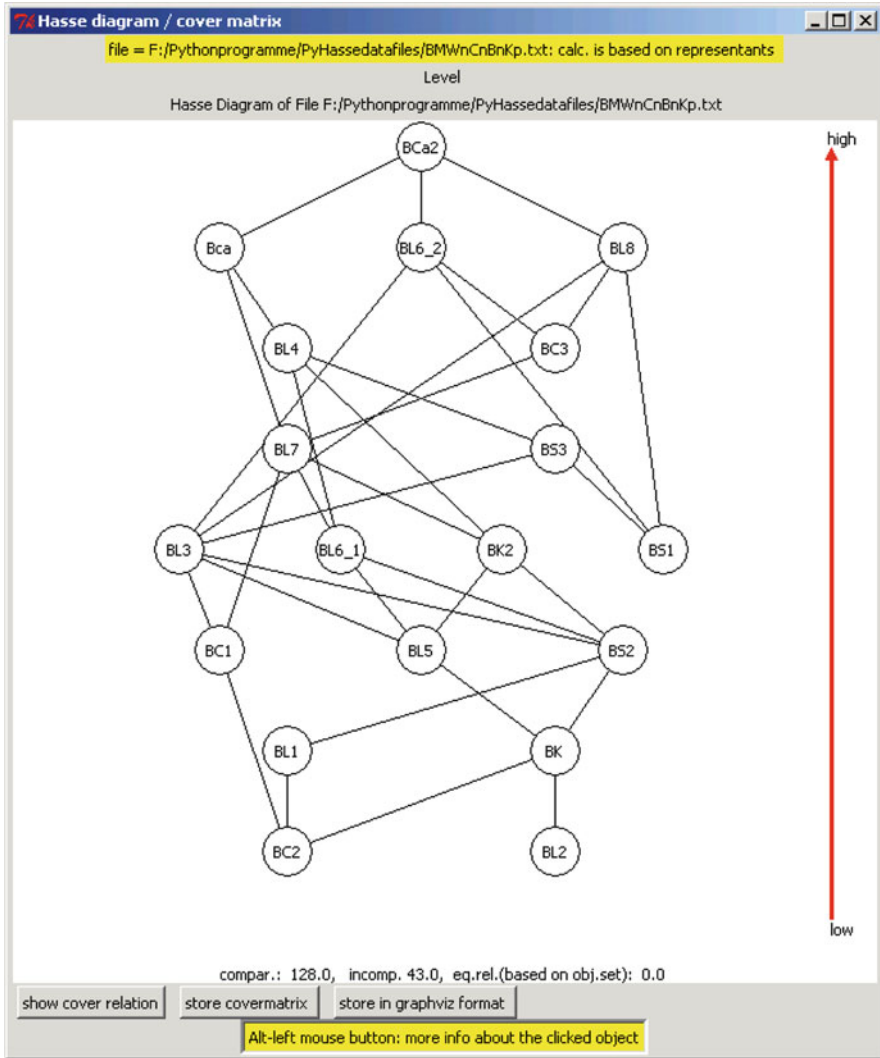 Hasse diagram / cover matrix
file = F:/Pythonprogramme/PyHassedatafiles/BMWnCnBnKp.txt: calc. is based on representants
Level
Hasse Diagram of File F:/Pythonprogramme/PyHassedatafiles/BMWnCnBnKp.txt
high
BCa2
Bca BL6_2 BL8
BL4 BC3
BL7 BS3
BL3 BL6_1 BK2 BS1
BC1 BL5 BS2
BL1 BK
BC2 BL2
low
compar.: 128.0, incomp. 43.0, eq.rel.(based on obj.set): 0.0
show cover relation store covermatrix store in graphviz format
Alt-left mouse button: more info about the clicked object